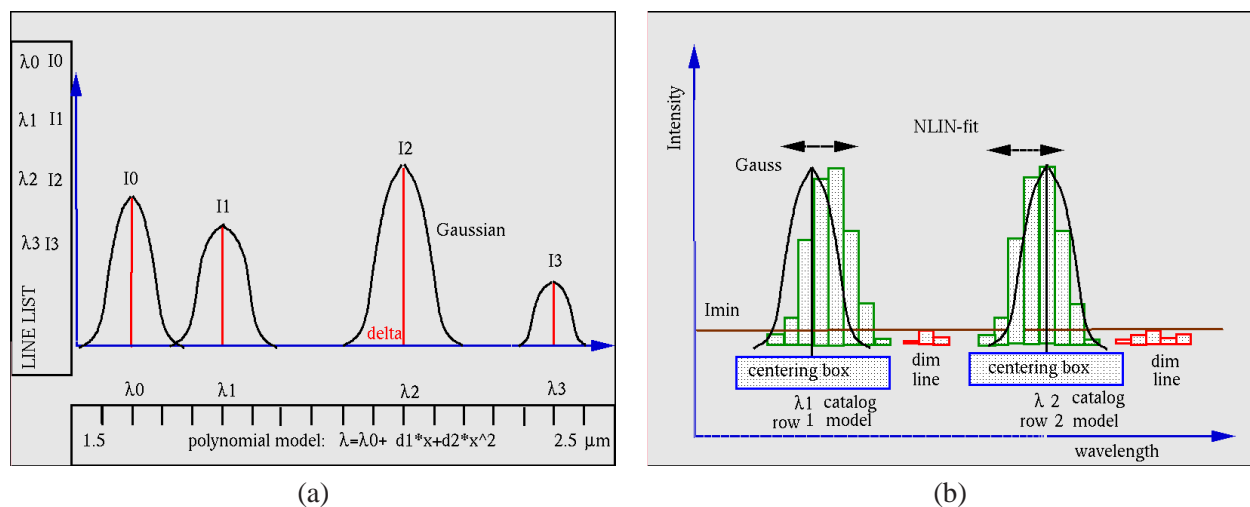 λ0 I0
λ1 I1
λ2 I2
λ3 I3
LINE LIST
I0
I1
I2
I3
Gaussian
delta
λ0 λ1 λ2 λ3
1.5 polynomial model: λ=λ0+ d1*x+d2*x^2 2.5 μm
(a)
Intensity
NLIN-fit
Gauss
Imin
centering box
dim
line
centering box
dim
line
λ1 catalog
row 1 model
λ 2 catalog
row 2 model
wavelength
(b)